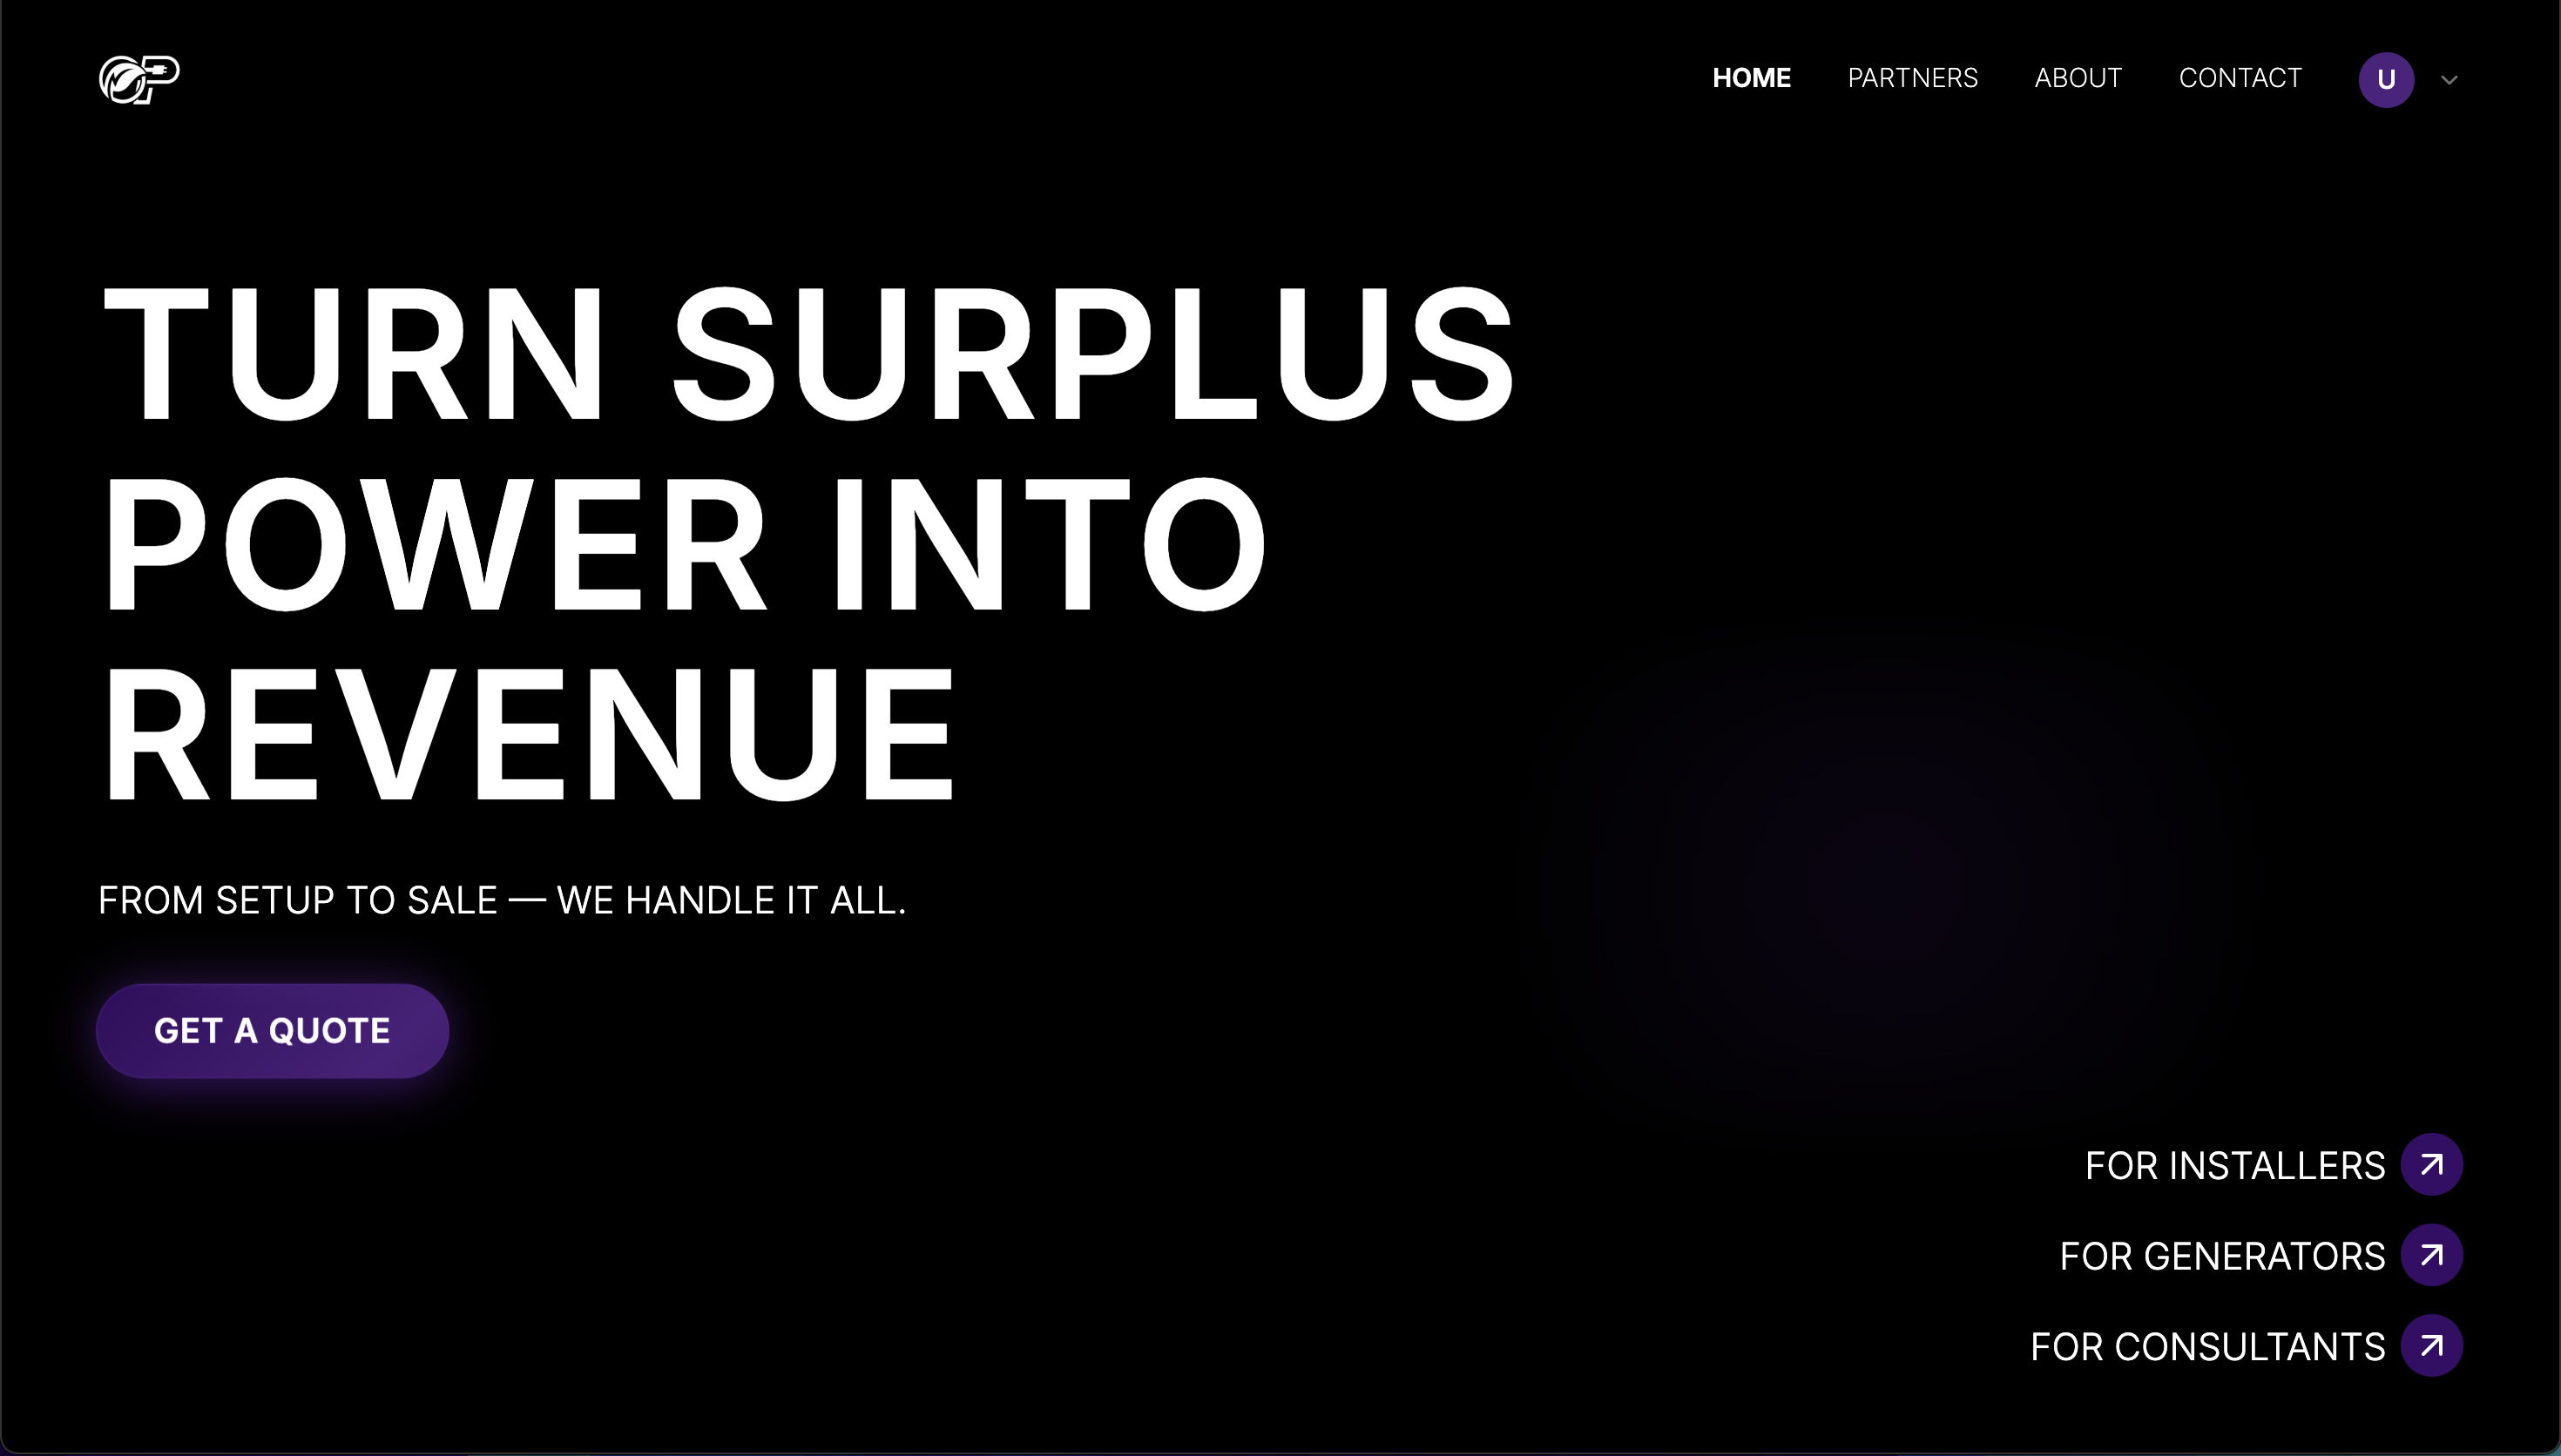 HOME PARTNERS ABOUT CONTACT U
TURN SURPLUS
POWER INTO
REVENUE
FROM SETUP TO SALE — WE HANDLE IT ALL.
GET A QUOTE
FOR INSTALLERS
FOR GENERATORS
FOR CONSULTANTS